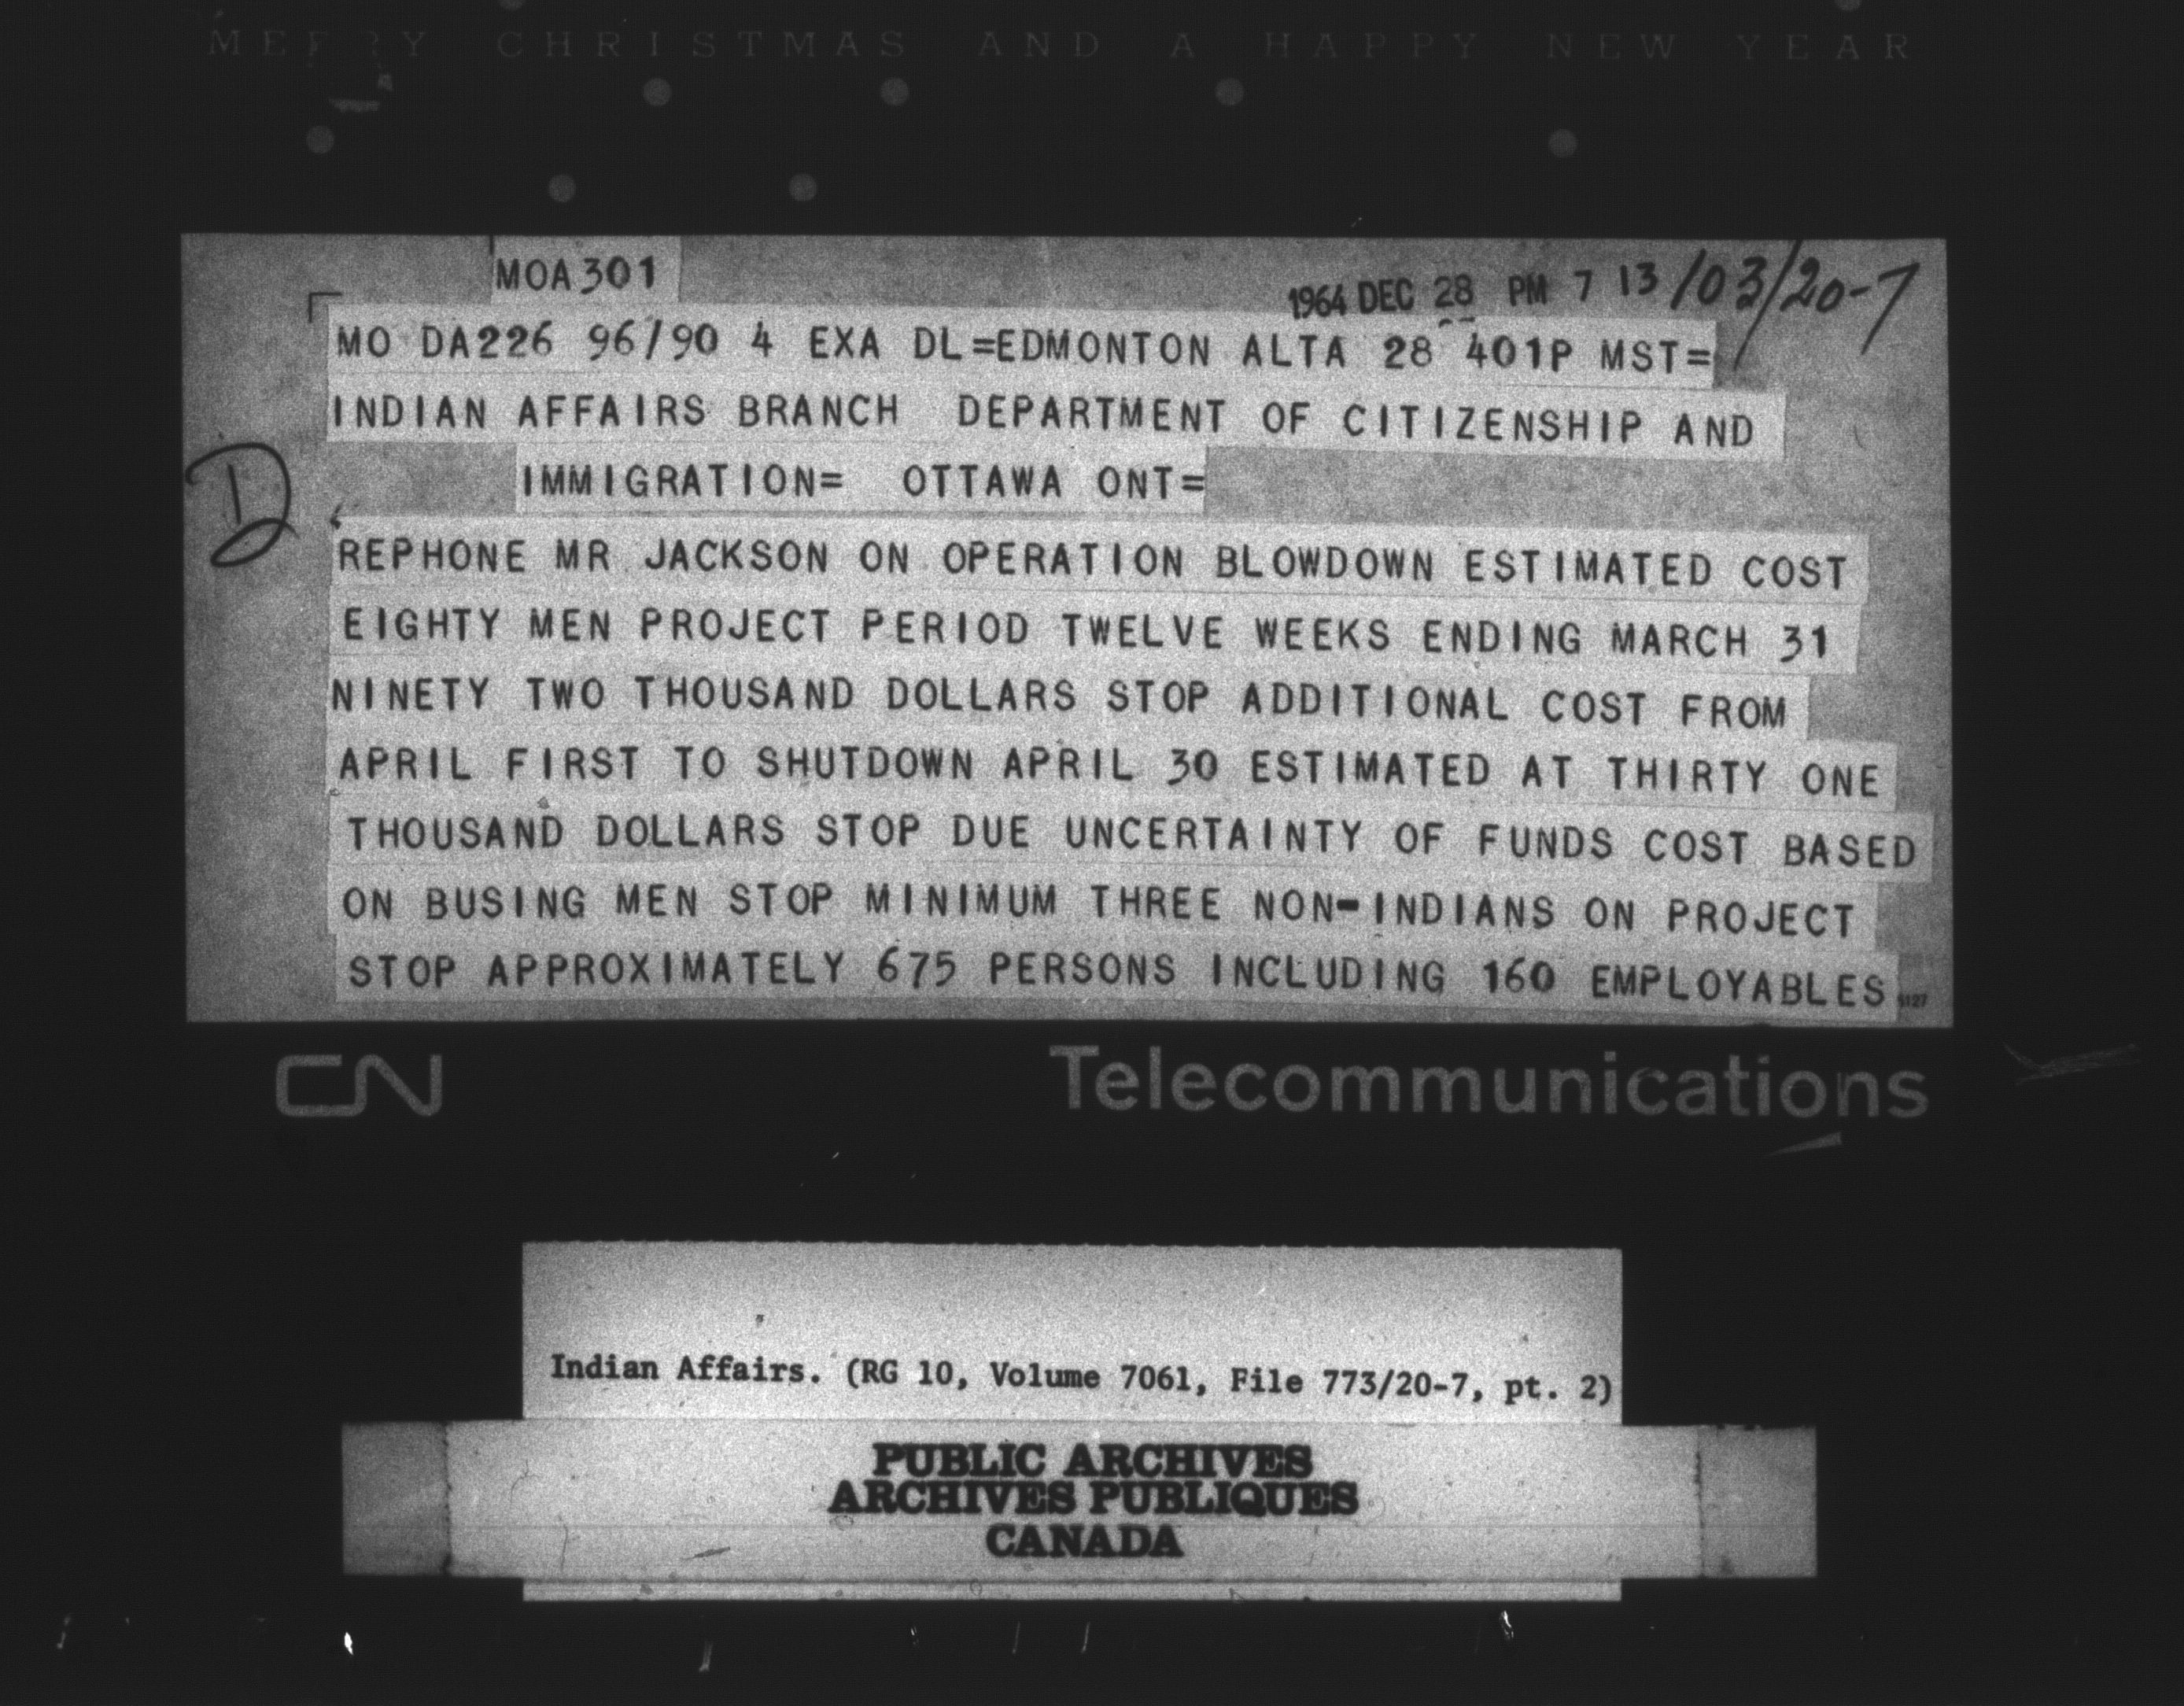 MERRY CHRISTMAS AND A HAPPY NEW YEAR
MOA301
1964 DEC 28 PM 7 13
103/20-7
MO DA226 96/90 4 EXA DL=EDMONTON ALTA 28 401P MST=
INDIAN AFFAIRS BRANCH DEPARTMENT OF CITIZENSHIP AND
IMMIGRATION= OTTAWA ONT=
D
REPHONE MR JACKSON ON OPERATION BLOWDOWN ESTIMATED COST
EIGHTY MEN PROJECT PERIOD TWELVE WEEKS ENDING MARCH 31
NINETY TWO THOUSAND DOLLARS STOP ADDITIONAL COST FROM
APRIL FIRST TO SHUTDOWN APRIL 30 ESTIMATED AT THIRTY ONE
THOUSAND DOLLARS STOP DUE UNCERTAINTY OF FUNDS COST BASED
ON BUSING MEN STOP MINIMUM THREE NON-INDIANS ON PROJECT
STOP APPROXIMATELY 675 PERSONS INCLUDING 160 EMPLOYABLES
CN Telecommunications
Indian Affairs. (RG 10, Volume 7061, File 773/20-7, pt. 2)
PUBLIC ARCHIVES
ARCHIVES PUBLIQUES
CANADA